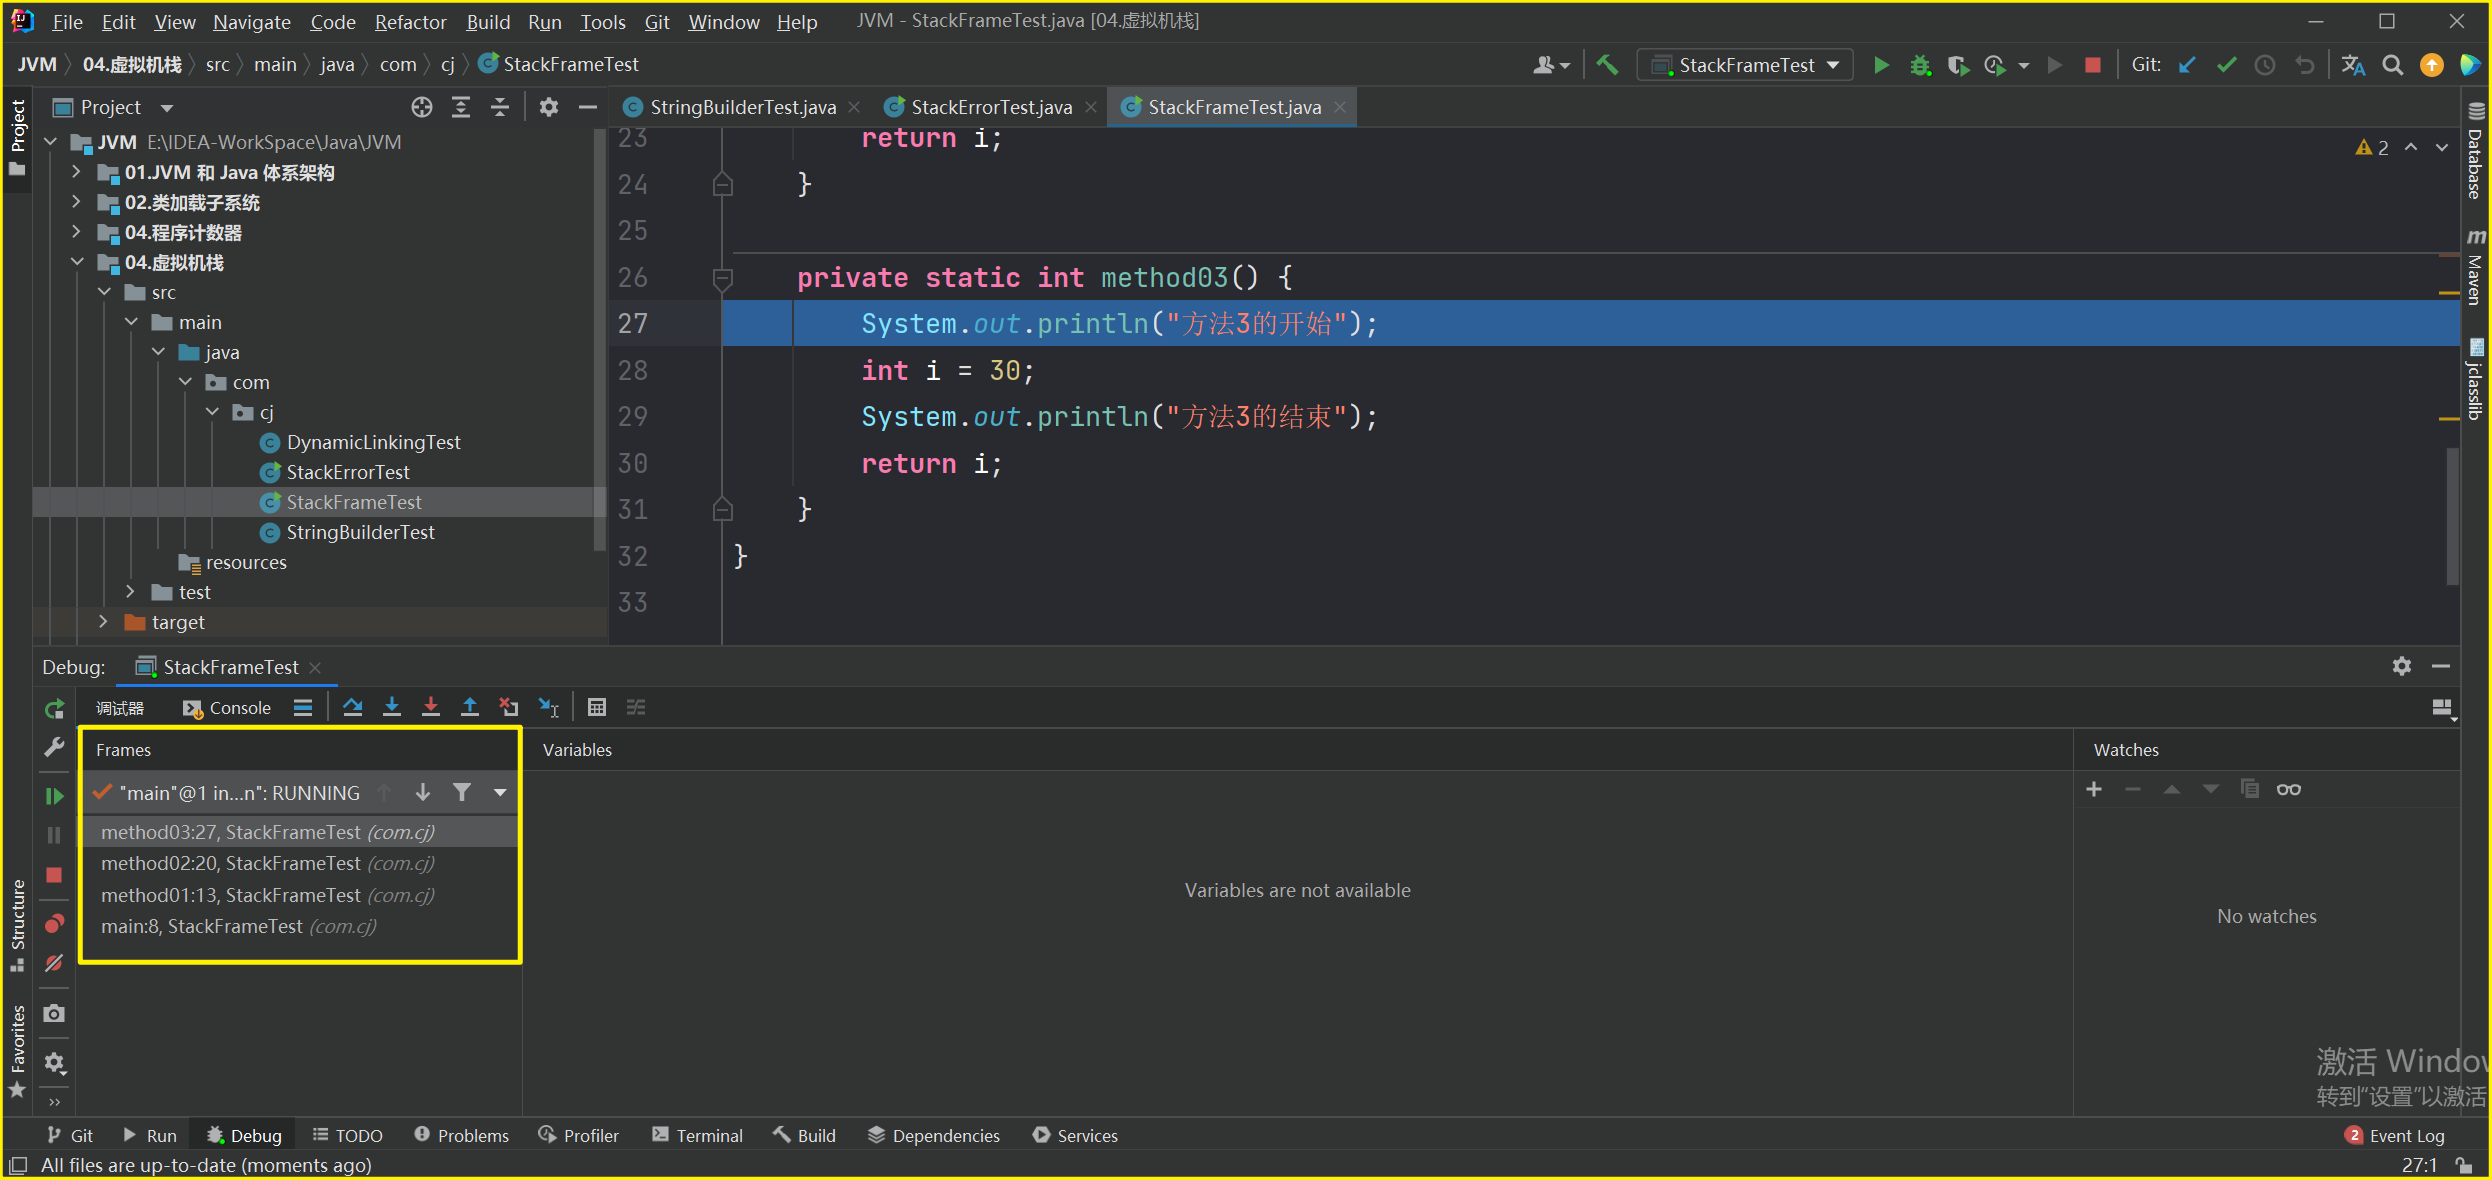 File Edit View Navigate Code Refactor Build Run Tools Git Window Help JVM - StackFrameTest.java [04.虚拟机栈]
JVM 04.虚拟机栈 src main java com cj StackFrameTest
StackFrameTest Git:
Project
Project
JVM E:\IDEA-WorkSpace\Java\JVM
01.JVM 和 Java 体系架构
02.类加载子系统
04.程序计数器
04.虚拟机栈
src
main
java
com
cj
DynamicLinkingTest
StackErrorTest
StackFrameTest
StringBuilderTest
resources
test
target
StringBuilderTest.java StackErrorTest.java StackFrameTest.java
2
23 return i;
24 }
25
26 private static int method03() {
27 System.out.println("方法3的开始");
28 int i = 30;
29 System.out.println("方法3的结束");
30 return i;
31 }
32 }
33
Database
Maven
jclasslib
Debug: StackFrameTest
调试器 Console
Frames
"main"@1 in...n": RUNNING
method03:27, StackFrameTest (com.cj)
method02:20, StackFrameTest (com.cj)
method01:13, StackFrameTest (com.cj)
main:8, StackFrameTest (com.cj)
Variables
Variables are not available
Watches
No watches
Structure
Favorites
激活 Window
转到“设置”以激活
Git Run Debug TODO Problems Profiler Terminal Build Dependencies Services 2 Event Log
All files are up-to-date (moments ago) 27:1